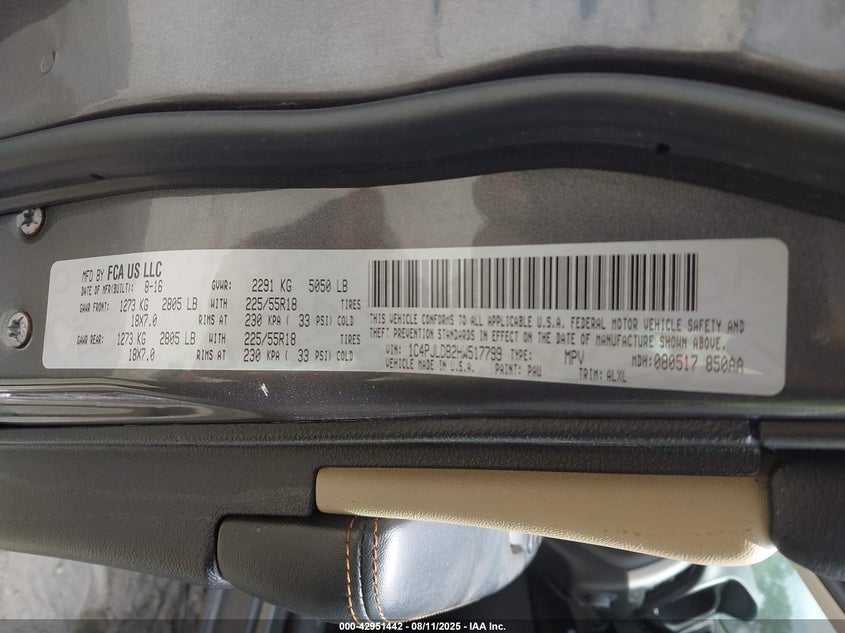 MFD BY FCA US LLC
DATE OF MFR(BUILT): 8-16 GVWR: 2291 KG 5050 LB
GAWR FRONT: 1273 KG 2805 LB WITH 225/55R18 TIRES
18X7.0 RIMS AT 230 KPA ( 33 PSI) COLD
GAWR REAR: 1273 KG 2805 LB WITH 225/55R18 TIRES
18X7.0 RIMS AT 230 KPA ( 33 PSI) COLD
THIS VEHICLE CONFORMS TO ALL APPLICABLE U.S.A. FEDERAL MOTOR VEHICLE SAFETY AND
THEFT PREVENTION STANDARDS IN EFFECT ON THE DATE OF MANUFACTURE SHOWN ABOVE.
VIN: 1C4PJLDB2HW517799 TYPE: MPV MDH:080517 850AA
VEHICLE MADE IN U.S.A. PAINT: PAU TRIM: ALXL
000-42951442 - 08/11/2025 - IAA Inc.